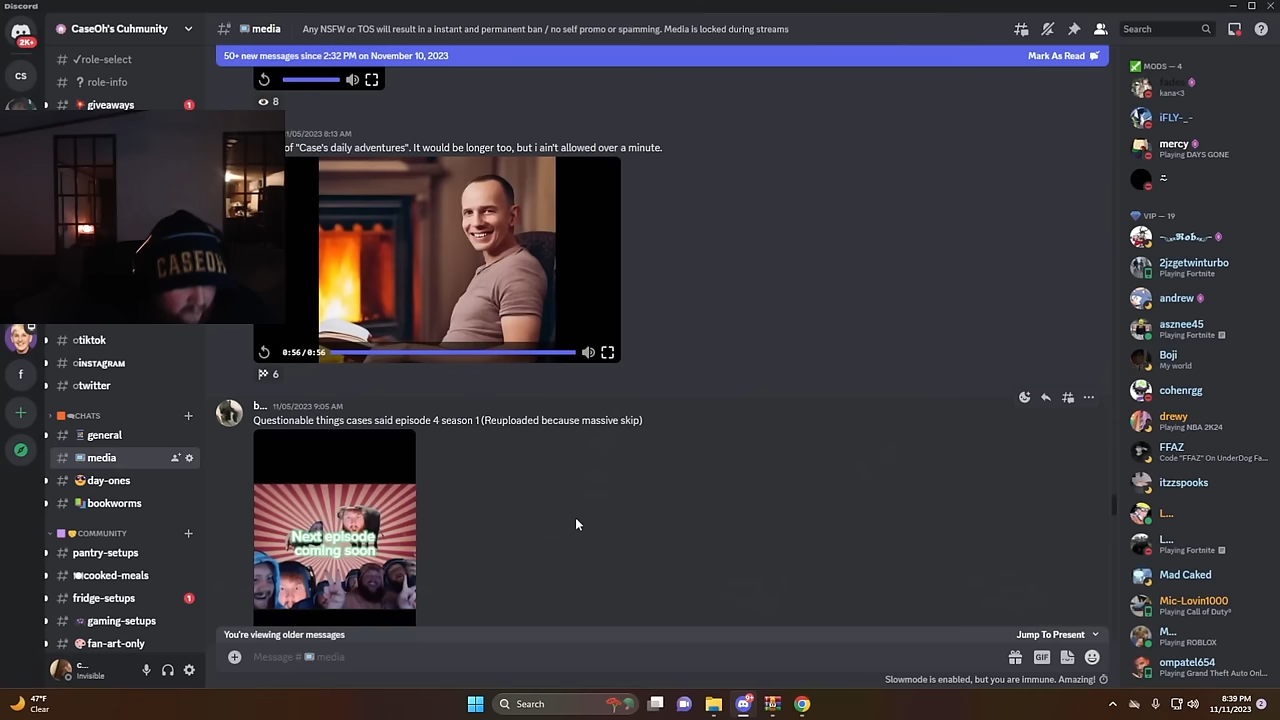 Discord
2K+
CaseOh's Cuhmunity
media
Any NSFW or TOS will result in a instant and permanent ban / no self promo or spamming. Media is locked during streams
Search
50+ new messages since 2:32 PM on November 10, 2023
Mark As Read
CS
✓role-select
? role-info
giveaways
1
8
11/05/2023 8:13 AM
of "Case's daily adventures". It would be longer too, but i ain't allowed over a minute.
CASEOH
0:56/0:56
6
tiktok
INSTAGRAM
twitter
f
CHATS
general
media
day-ones
bookworms
COMMUNITY
pantry-setups
cooked-meals
fridge-setups
1
gaming-setups
fan-art-only
b... 11/05/2023 9:05 AM
Questionable things cases said episode 4 season 1 (Reuploaded because massive skip)
Next episode
coming soon
You're viewing older messages
Jump To Present
Message # media
GIF
Slowmode is enabled, but you are immune. Amazing!
c...
Invisible
MODS — 4
kana<3
iFLY-_-
mercy
Playing DAYS GONE
VIP — 19
2jzgetwinturbo
Playing Fortnite
andrew
asznee45
Playing Fortnite
Boji
My world
cohenrgg
drewy
Playing NBA 2K24
FFAZ
Code "FFAZ" On UnderDog Fa...
itzzspooks
L...
L...
Playing Fortnite
Mad Caked
Mic-Lovin1000
Playing Call of Duty®
M...
Playing ROBLOX
ompatel654
Playing Grand Theft Auto Onl...
47°F
Clear
Search
8:39 PM
11/11/2023
2